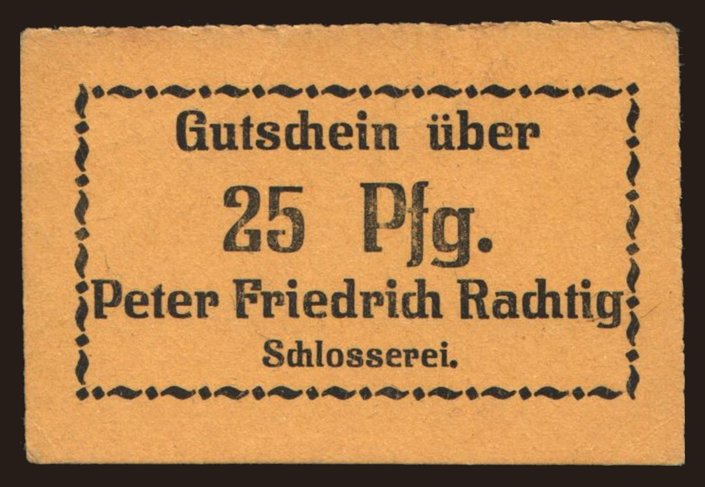 Gutschein über
25 Pfg.
Peter Friedrich Rachtig
Schlosserei.